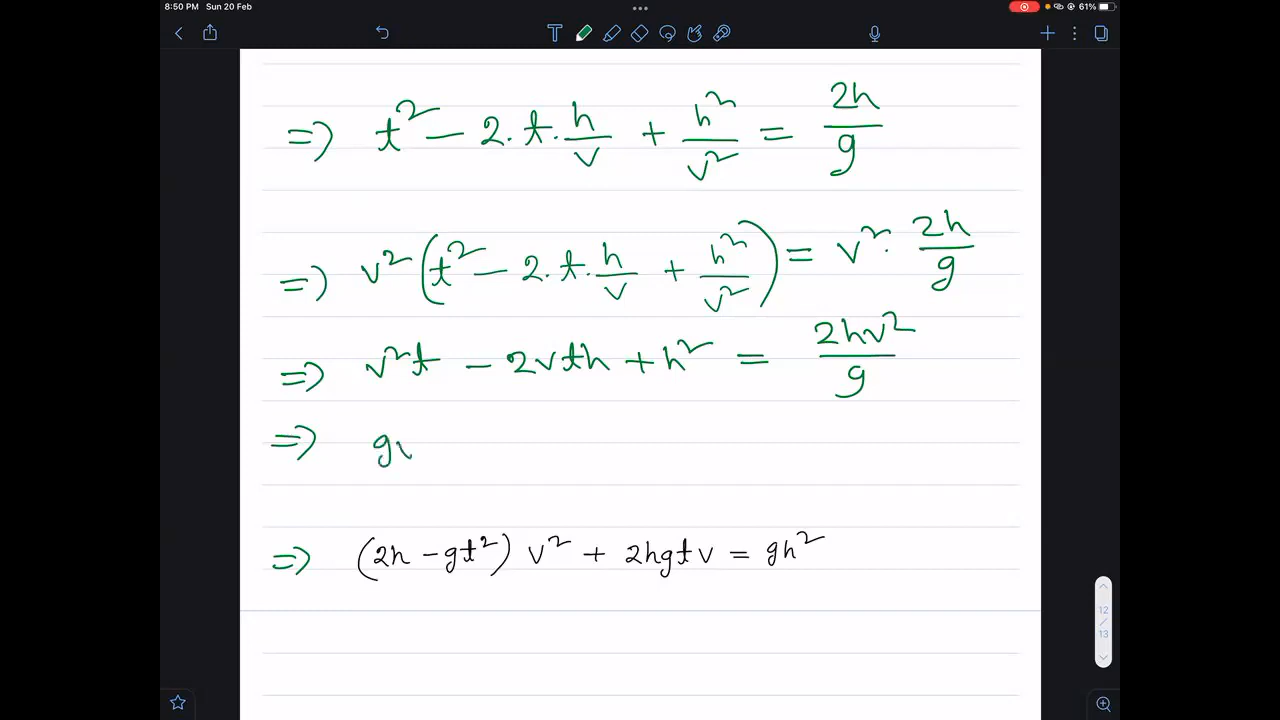 8:50 PM Sun 20 Feb 61%
T
=> t² - 2.t.h/v + h²/v² = 2h/g
=> v²(t² - 2.t.h/v + h²/v²) = v². 2h/g
=> v²t - 2vth + h² = 2hv²/g
=> gv
=> (2h - gt²) v² + 2hgtv = gh²
12
/
13